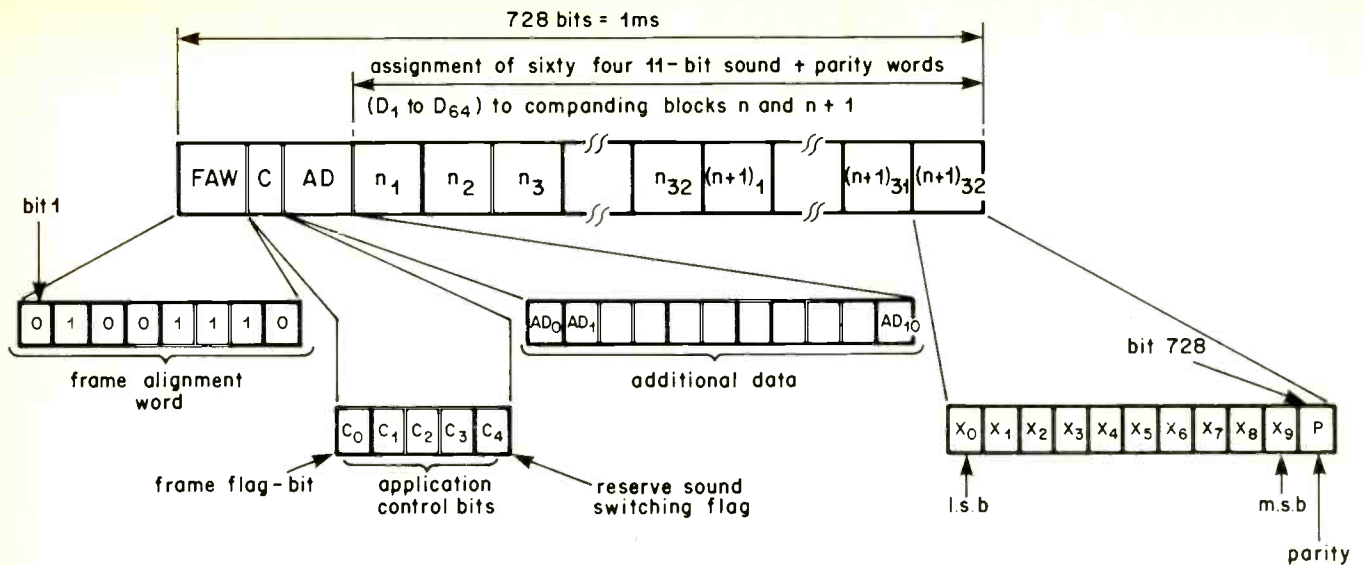 728 bits = 1ms
assignment of sixty four 11-bit sound + parity words
(D1 to D64) to companding blocks n and n + 1
FAW C AD n1 n2 n3 n32 (n+1)1 (n+1)31 (n+1)32
bit 1
0 1 0 0 1 1 1 0
frame alignment
word
AD0 AD1 AD10
additional data
bit 728
C0 C1 C2 C3 C4
frame flag-bit
application
control bits
reserve sound
switching flag
X0 X1 X2 X3 X4 X5 X6 X7 X8 X9 P
l.s.b
m.s.b
parity